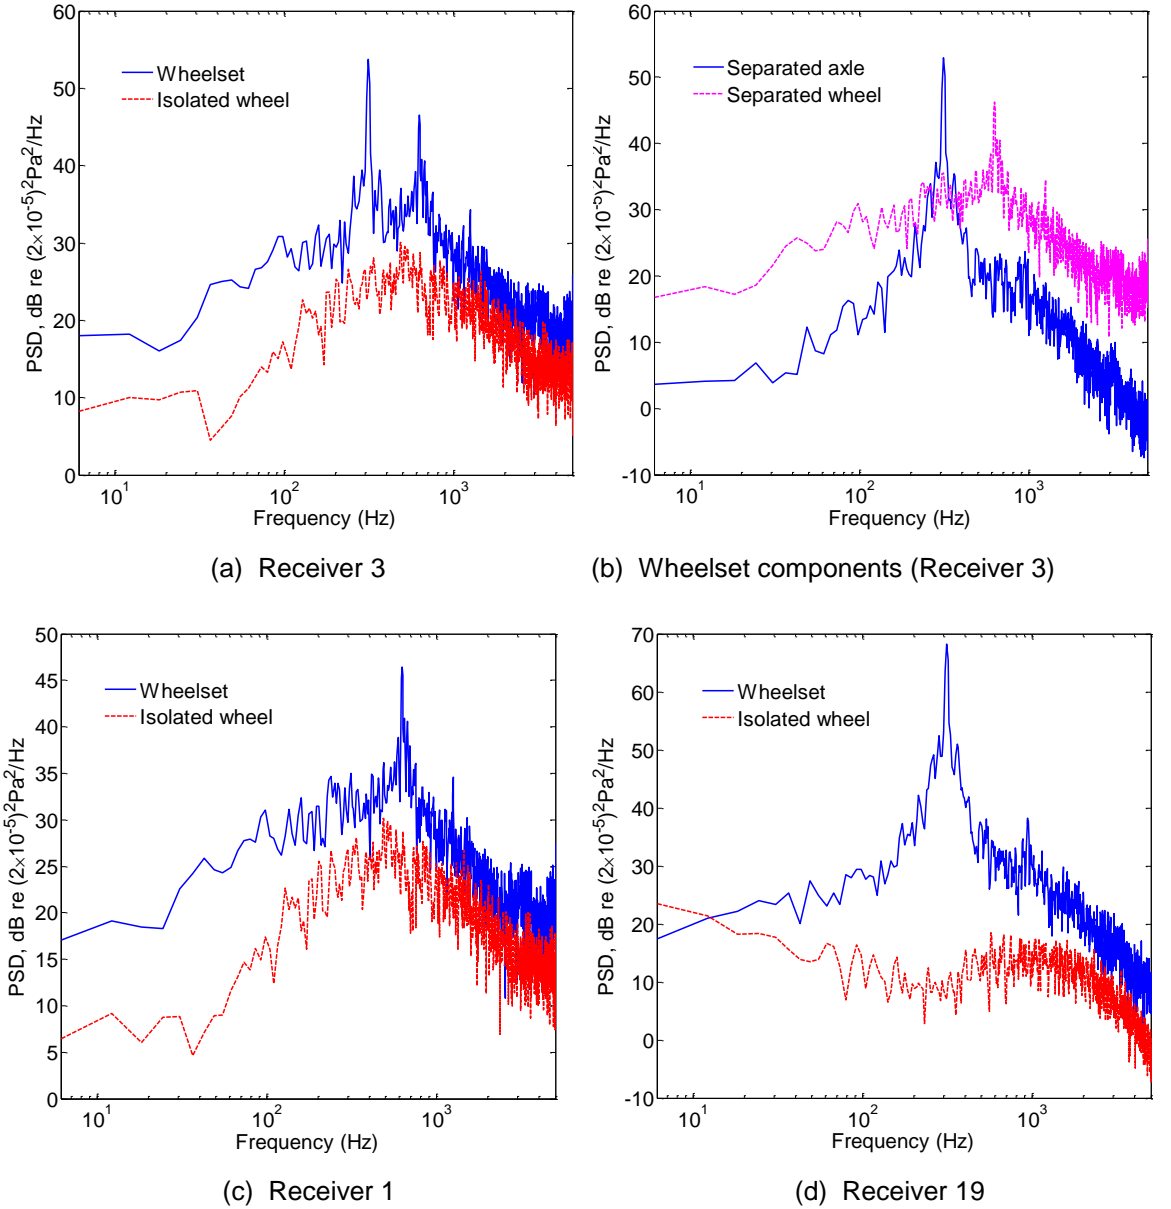 60
50
40
30
20
10
0
10¹
10²
10³
Wheelset
Isolated wheel
PSD, dB re (2×10⁻⁵)²Pa²/Hz
Frequency (Hz)
(a) Receiver 3
60
50
40
30
20
10
0
-10
10¹
10²
10³
Separated axle
Separated wheel
PSD, dB re (2×10⁻⁵)²Pa²/Hz
Frequency (Hz)
(b) Wheelset components (Receiver 3)
50
45
40
35
30
25
20
15
10
5
0
10¹
10²
10³
Wheelset
Isolated wheel
PSD, dB re (2×10⁻⁵)²Pa²/Hz
Frequency (Hz)
(c) Receiver 1
70
60
50
40
30
20
10
0
-10
10¹
10²
10³
Wheelset
Isolated wheel
PSD, dB re (2×10⁻⁵)²Pa²/Hz
Frequency (Hz)
(d) Receiver 19